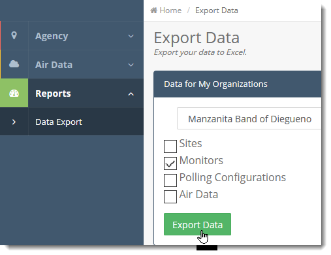 Home / Export Data
Agency
Air Data
Reports
Data Export
Export Data
Export your data to Excel.
Data for My Organizations
Manzanita Band of Diegueno
Sites
Monitors
Polling Configurations
Air Data
Export Data